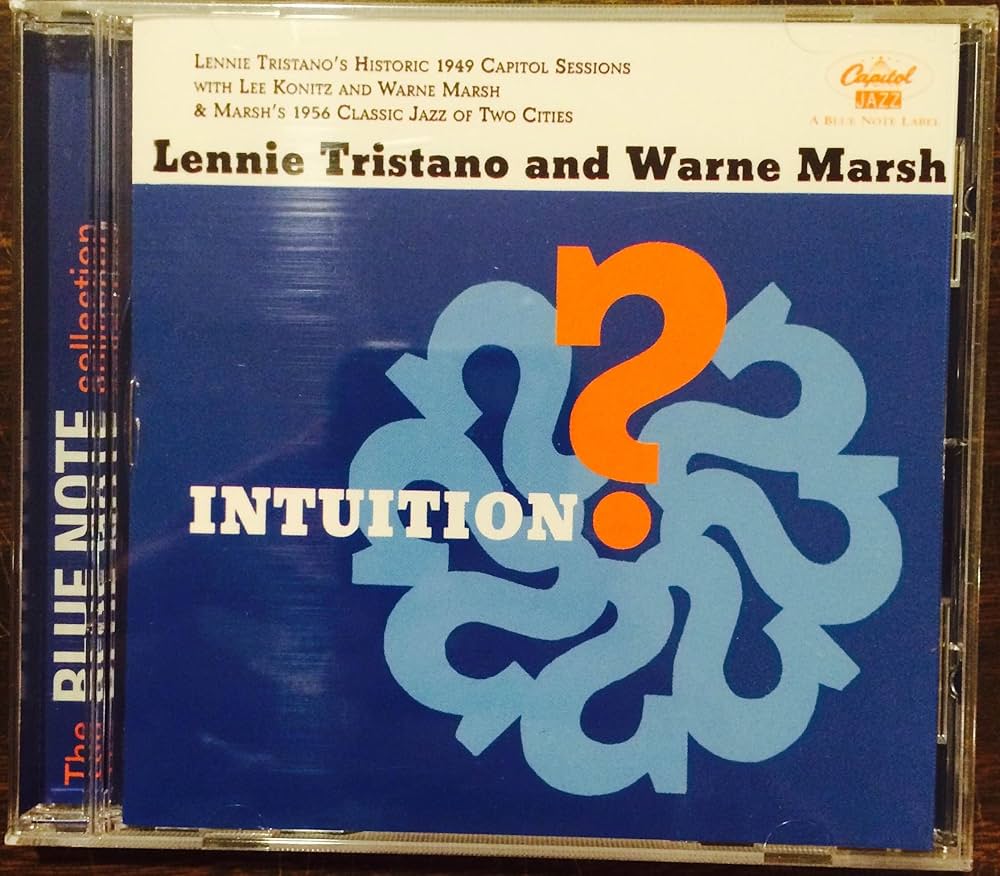 LENNIE TRISTANO'S HISTORIC 1949 CAPITOL SESSIONS
WITH LEE KONITZ AND WARNE MARSH
& MARSH'S 1956 CLASSIC JAZZ OF TWO CITIES
Capitol
JAZZ
A BLUE NOTE LABEL
Lennie Tristano and Warne Marsh
INTUITION
?
The BLUE NOTE collection